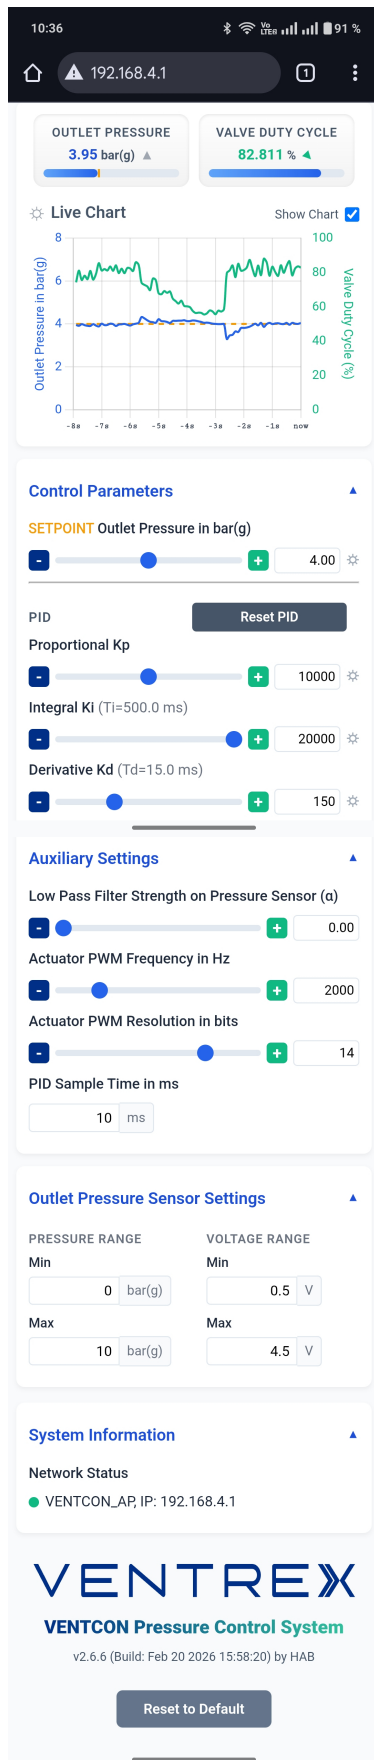 10:36
Vo
LTE
91 %
192.168.4.1
1
OUTLET PRESSURE
3.95 bar(g) ▲
VALVE DUTY CYCLE
82.811 %
Live Chart
Show Chart
8
6
4
2
0
Outlet Pressure in bar(g)
100
80
60
40
20
0
Valve Duty Cycle (%)
-8s -7s -6s -5s -4s -3s -2s -1s now
Control Parameters ▲
SETPOINT Outlet Pressure in bar(g)
- + 4.00
PID Reset PID
Proportional Kp
- + 10000
Integral Ki (Ti=500.0 ms)
- + 20000
Derivative Kd (Td=15.0 ms)
- + 150
Auxiliary Settings ▲
Low Pass Filter Strength on Pressure Sensor (α)
- + 0.00
Actuator PWM Frequency in Hz
- + 2000
Actuator PWM Resolution in bits
- + 14
PID Sample Time in ms
10 ms
Outlet Pressure Sensor Settings ▲
PRESSURE RANGE
Min
0 bar(g)
Max
10 bar(g)
VOLTAGE RANGE
Min
0.5 V
Max
4.5 V
System Information ▲
Network Status
VENTCON_AP, IP: 192.168.4.1
VENTREX
VENTCON Pressure Control System
v2.6.6 (Build: Feb 20 2026 15:58:20) by HAB
Reset to Default